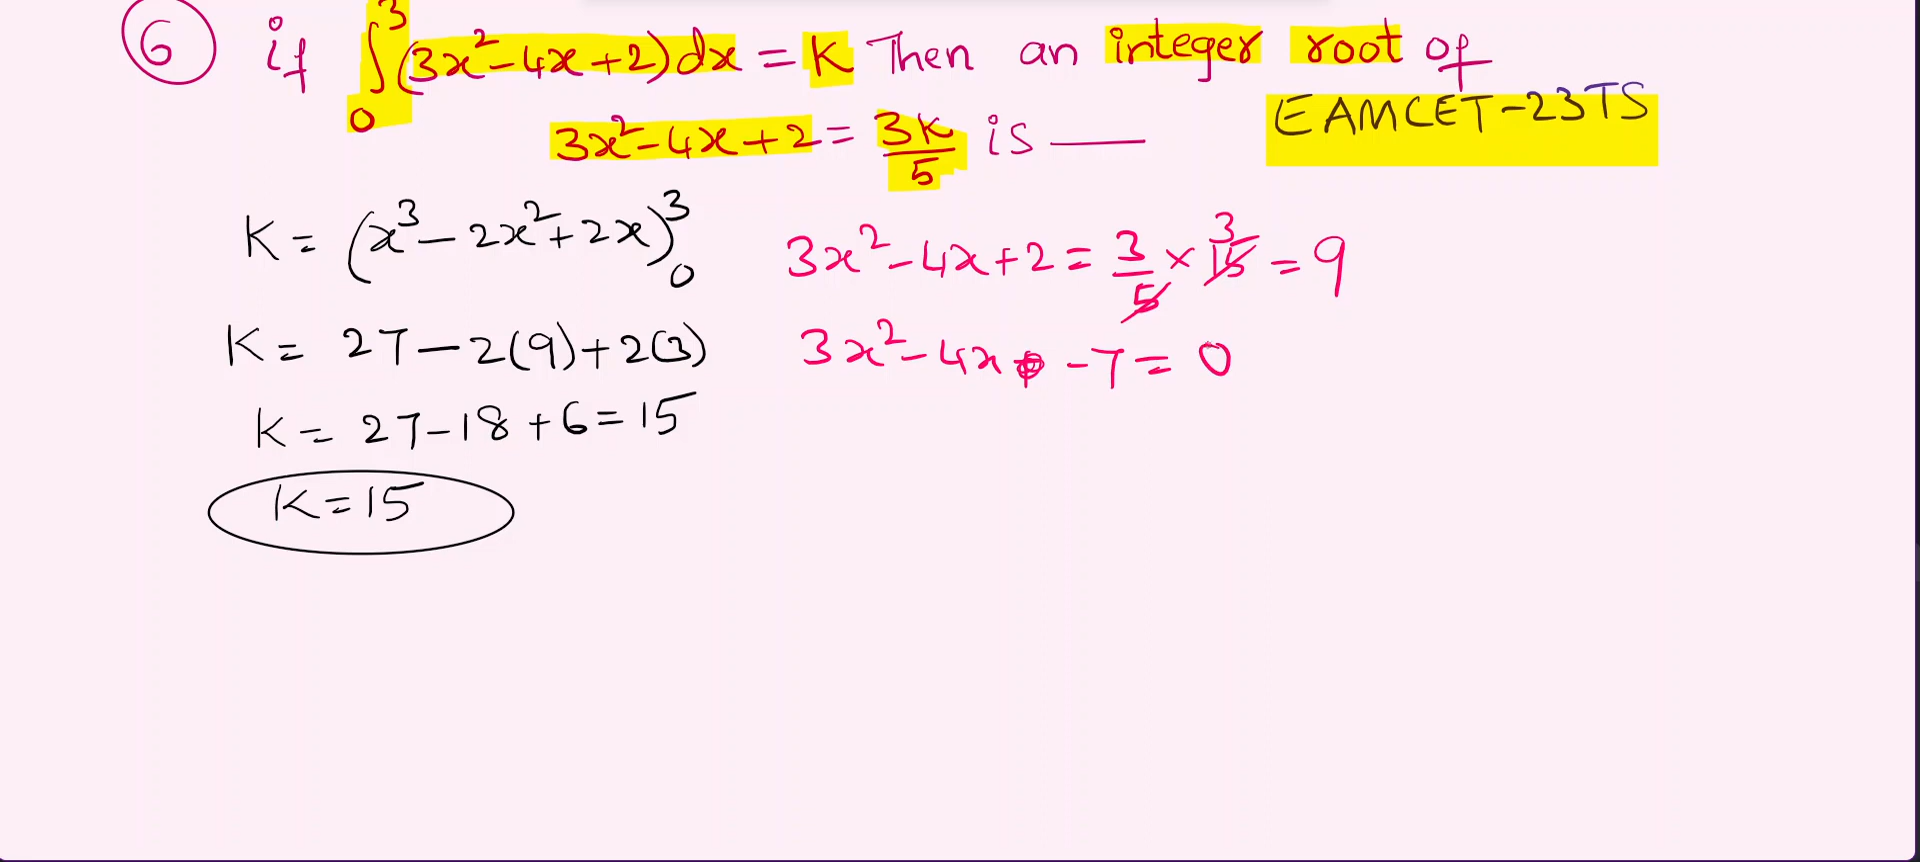 6 if ∫₀³(3x²-4x+2)dx = K Then an integer root of
3x²-4x+2 = 3K/5 is ___ EAMCET-23TS
K = (x³-2x²+2x)₀³
K = 27-2(9)+2(3)
K = 27-18+6=15
K=15
3x²-4x+2 = 3/5 × 15 3 = 9
3x²-4x -7 = 0